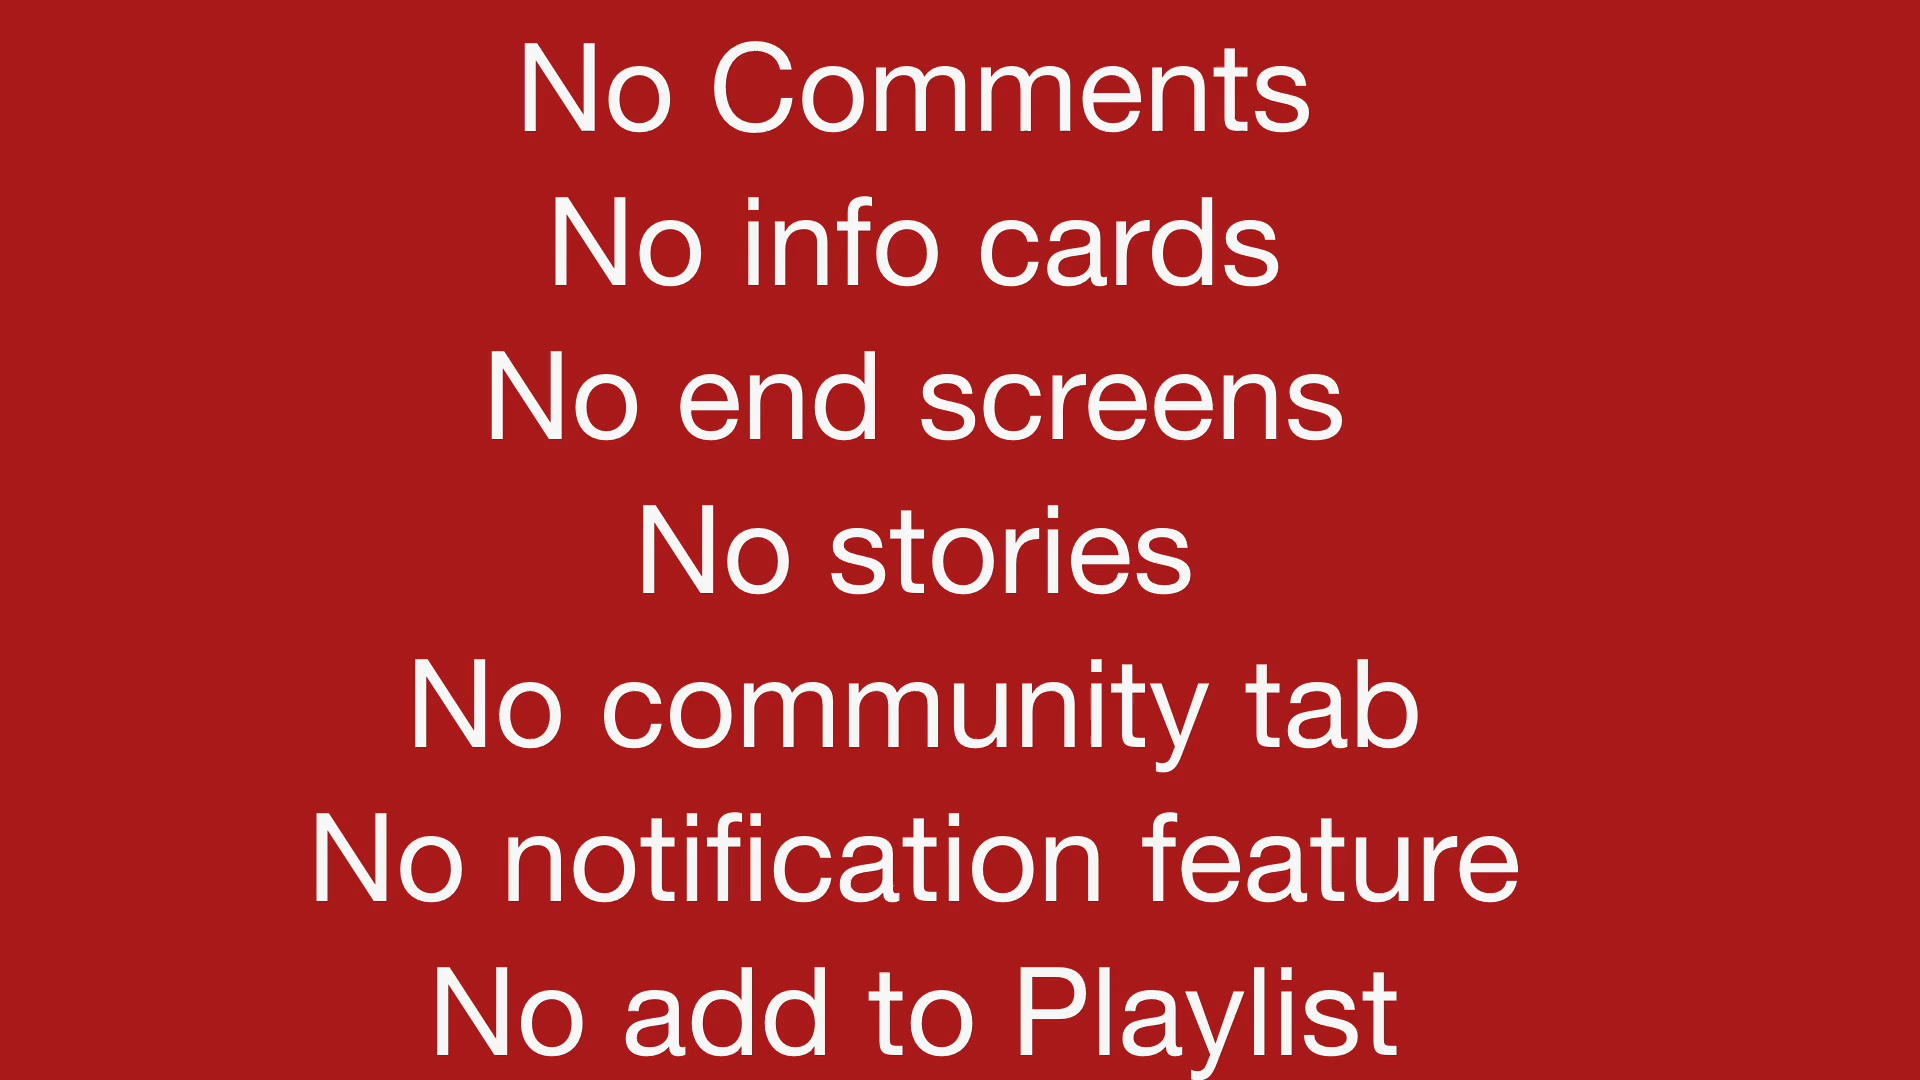 No Comments
No info cards
No end screens
No stories
No community tab
No notification feature
No add to Playlist